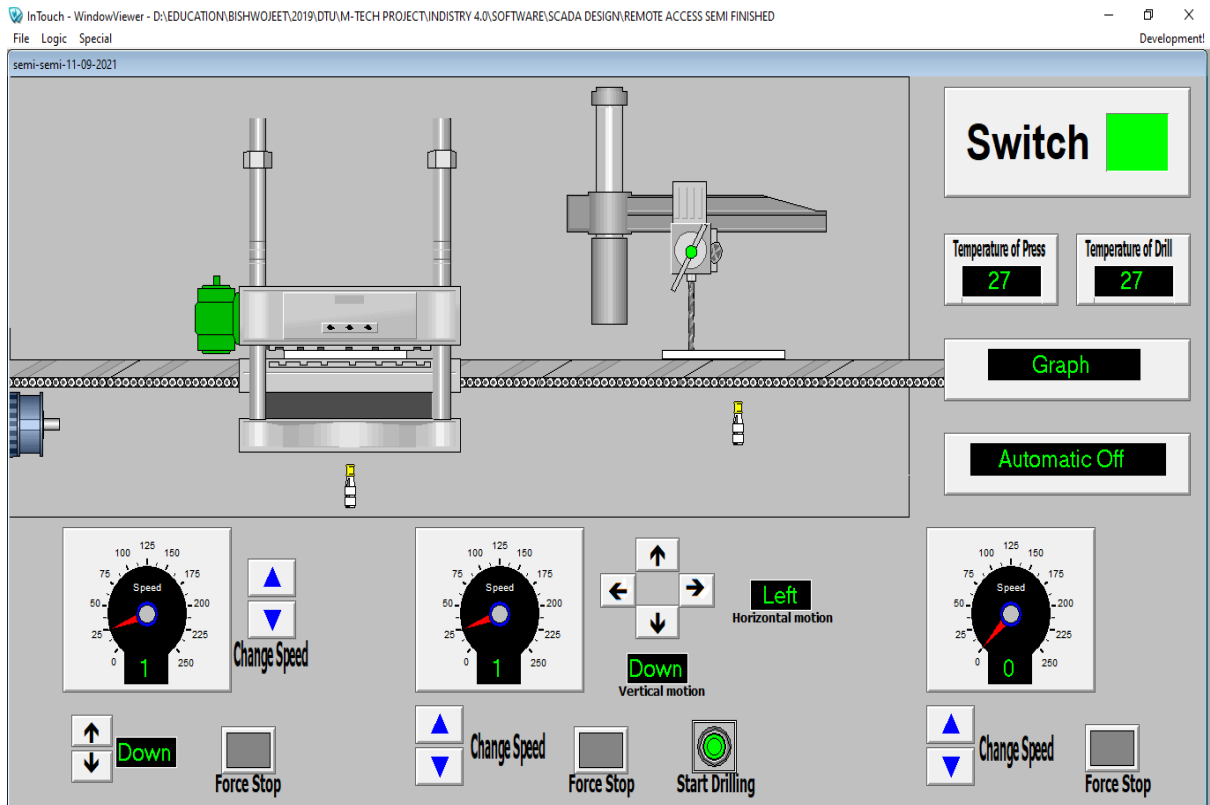 InTouch - WindowViewer - D:\EDUCATION\BISHWOJEET\2019\DTU\M-TECH PROJECT\INDISTRY 4.0\SOFTWARE\SCADA DESIGN\REMOTE ACCESS SEMI FINISHED
File Logic Special Development!
semi-semi-11-09-2021
Switch
Temperature of Press Temperature of Drill
27 27
Graph
Automatic Off
0 25 50 75 100 125 150 175 200 225 250
Speed
1
Change Speed
Down
Force Stop
0 25 50 75 100 125 150 175 200 225 250
Speed
1
Left
Horizontal motion
Down
Vertical motion
Change Speed
Force Stop
Start Drilling
0 25 50 75 100 125 150 175 200 225 250
Speed
0
Change Speed
Force Stop